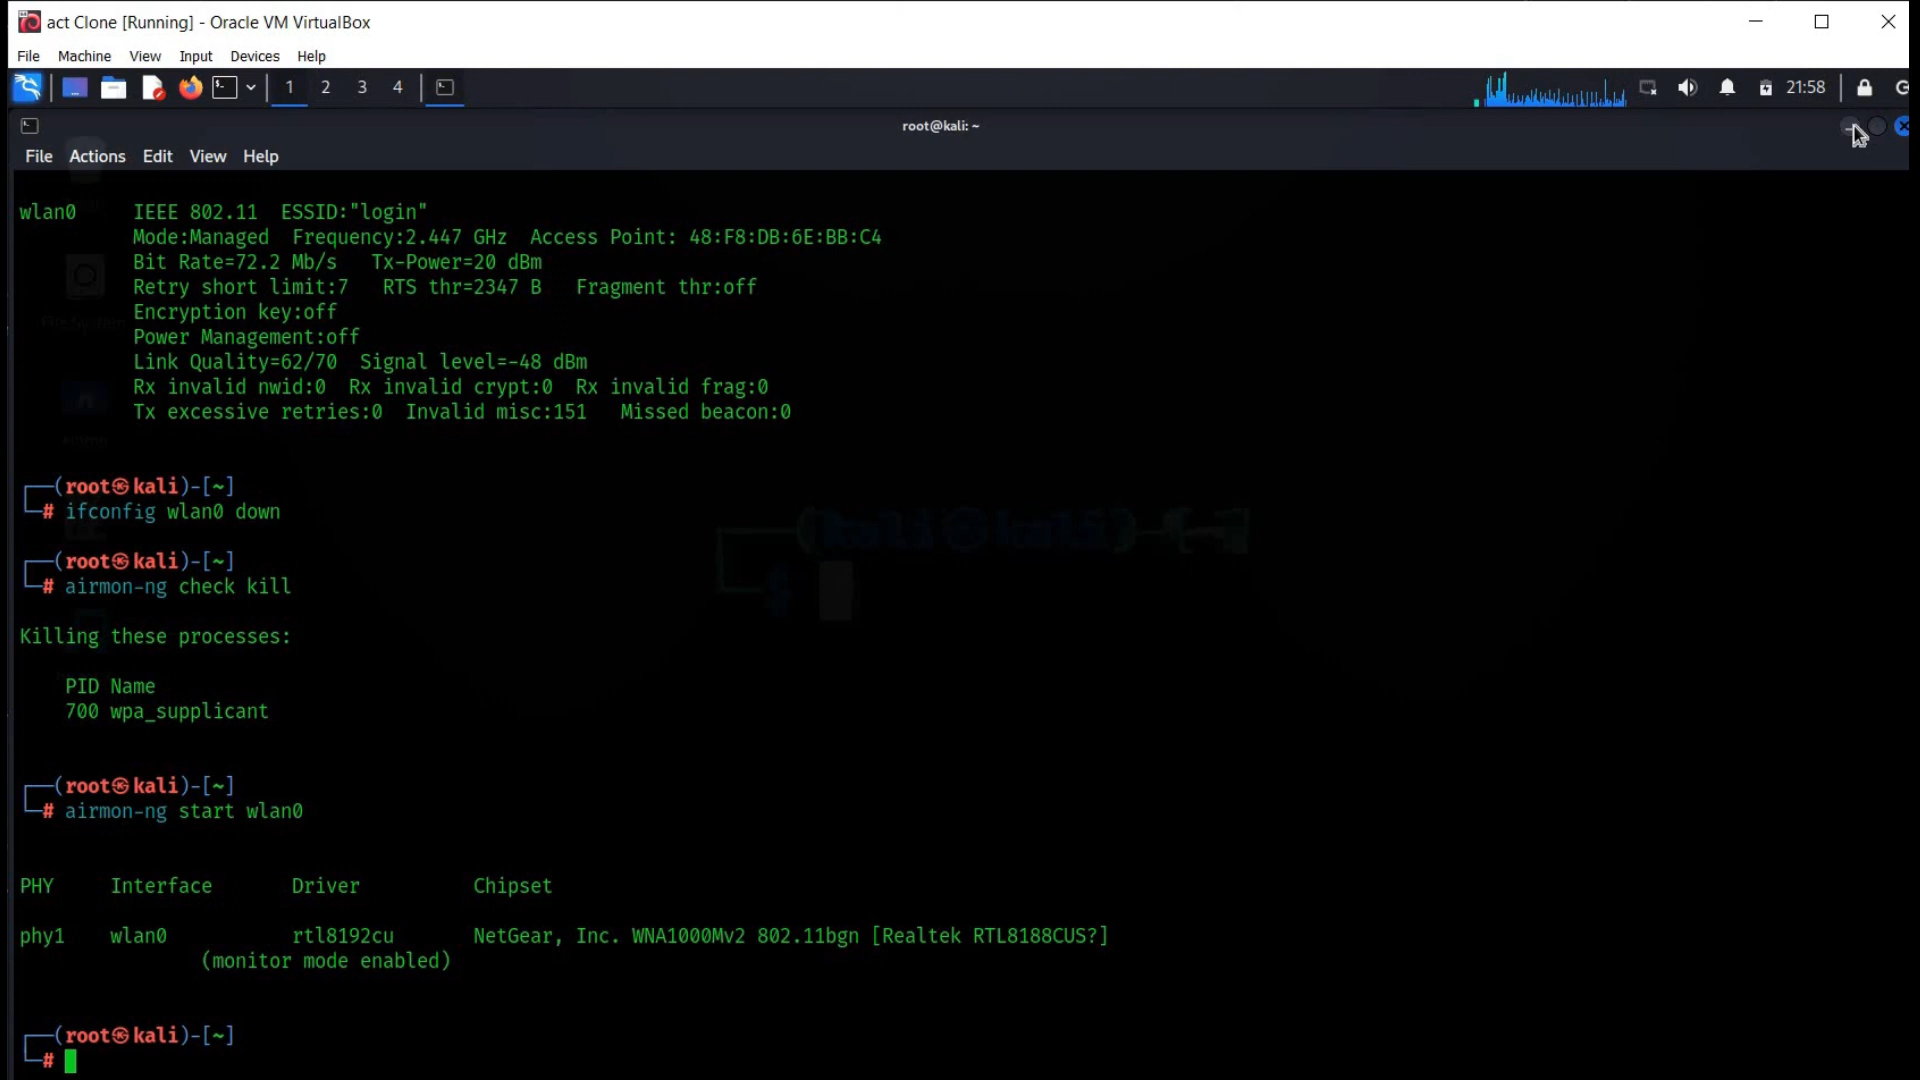 act Clone [Running] - Oracle VM VirtualBox
File Machine View Input Devices Help
1 2 3 4 21:58
root@kali: ~
File Actions Edit View Help
wlan0 IEEE 802.11 ESSID:"login"
Mode:Managed Frequency:2.447 GHz Access Point: 48:F8:DB:6E:BB:C4
Bit Rate=72.2 Mb/s Tx-Power=20 dBm
Retry short limit:7 RTS thr=2347 B Fragment thr:off
Encryption key:off
Power Management:off
Link Quality=62/70 Signal level=-48 dBm
Rx invalid nwid:0 Rx invalid crypt:0 Rx invalid frag:0
Tx excessive retries:0 Invalid misc:151 Missed beacon:0
┌──(root㉿kali)-[~]
└─# ifconfig wlan0 down
┌──(root㉿kali)-[~]
└─# airmon-ng check kill
Killing these processes:
PID Name
700 wpa_supplicant
┌──(root㉿kali)-[~]
└─# airmon-ng start wlan0
PHY Interface Driver Chipset
phy1 wlan0 rtl8192cu NetGear, Inc. WNA1000Mv2 802.11bgn [Realtek RTL8188CUS?]
(monitor mode enabled)
┌──(root㉿kali)-[~]
└─#